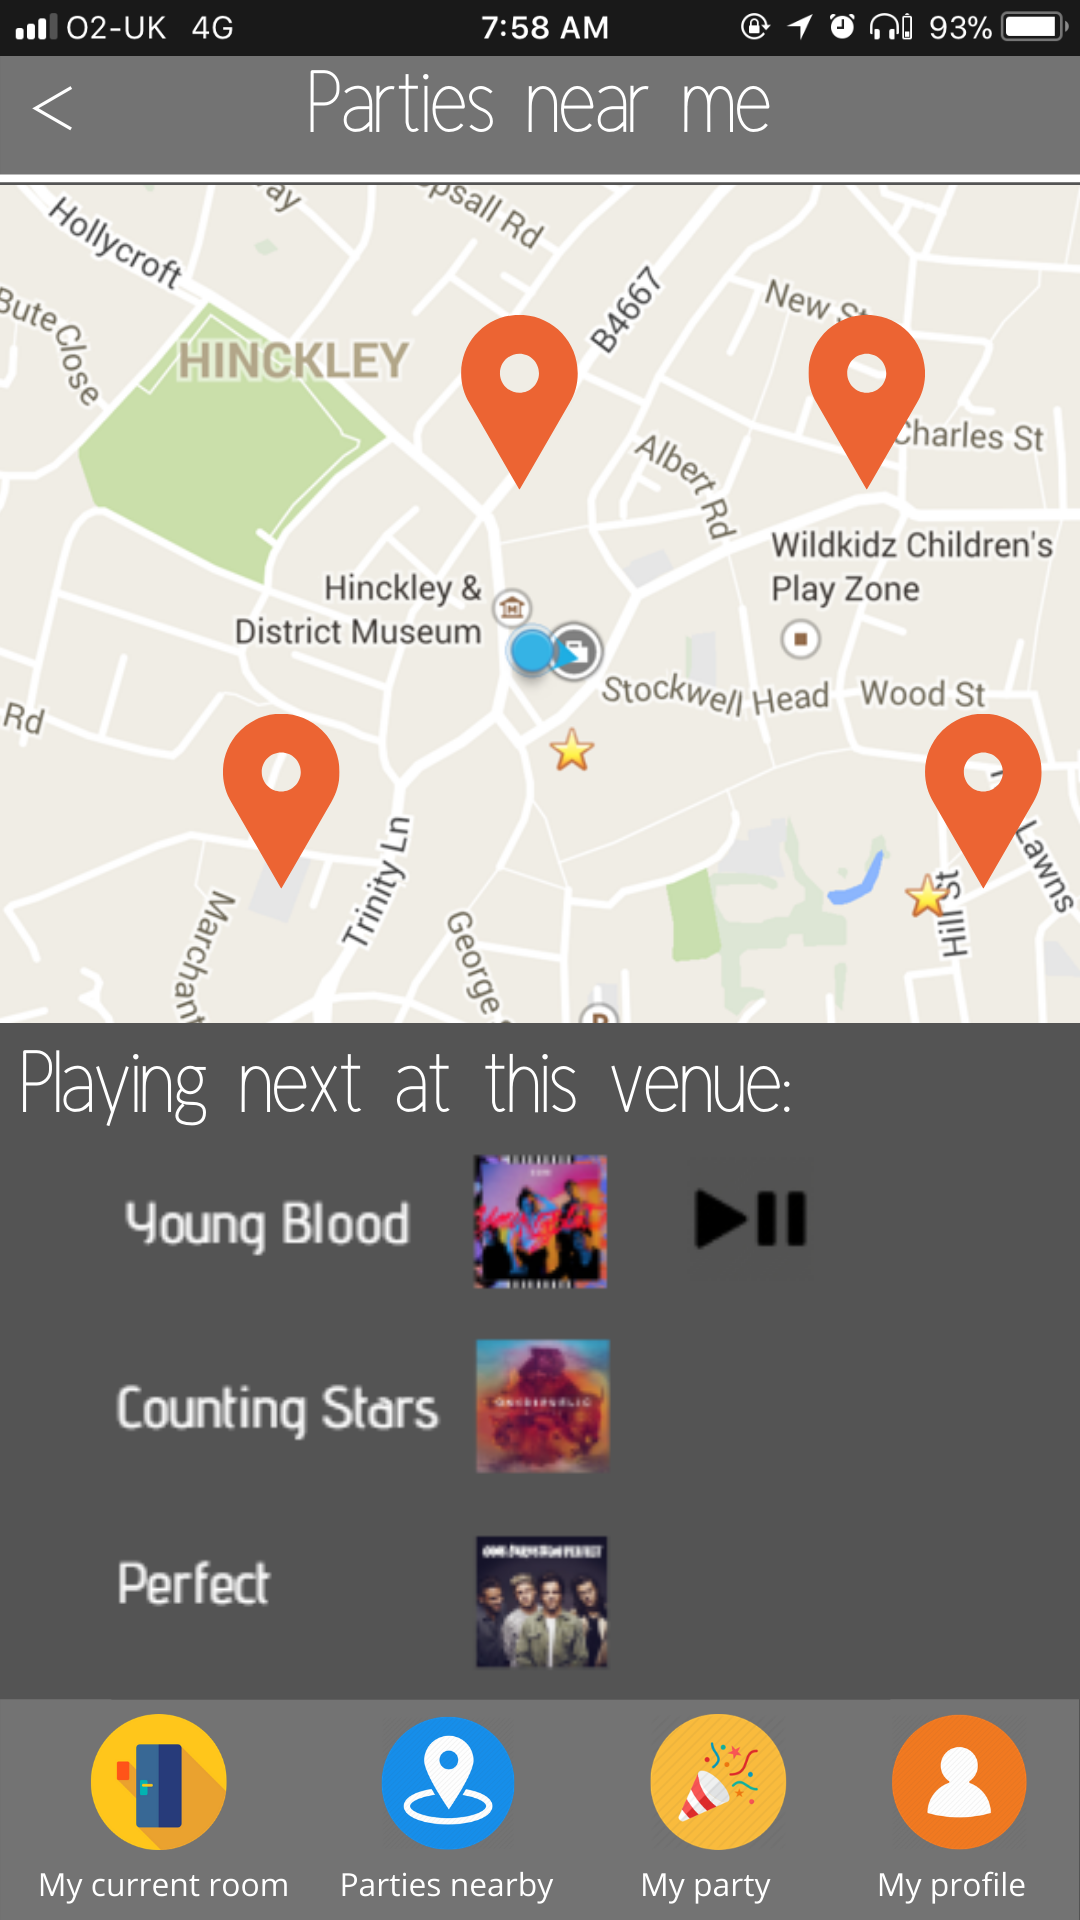 O2-UK 4G 7:58 AM 93%
< Parties near me
Hollycroft
psall Rd
ay
B4667
New St
Bute Close
HINCKLEY
Charles St
Albert Rd
Wildkidz Children's
Play Zone
Hinckley &
District Museum
Stockwell Head
Wood St
Rd
Trinity Ln
Lawns
Hill St
Marchant
George
Playing next at this venue:
Young Blood
Counting Stars
ONEREPUBLIC
Perfect
My current room
Parties nearby
My party
My profile